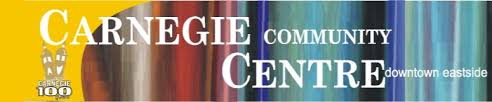 CARNEGIE COMMUNITY
CENTRE downtown eastside
CARNEGIE
100